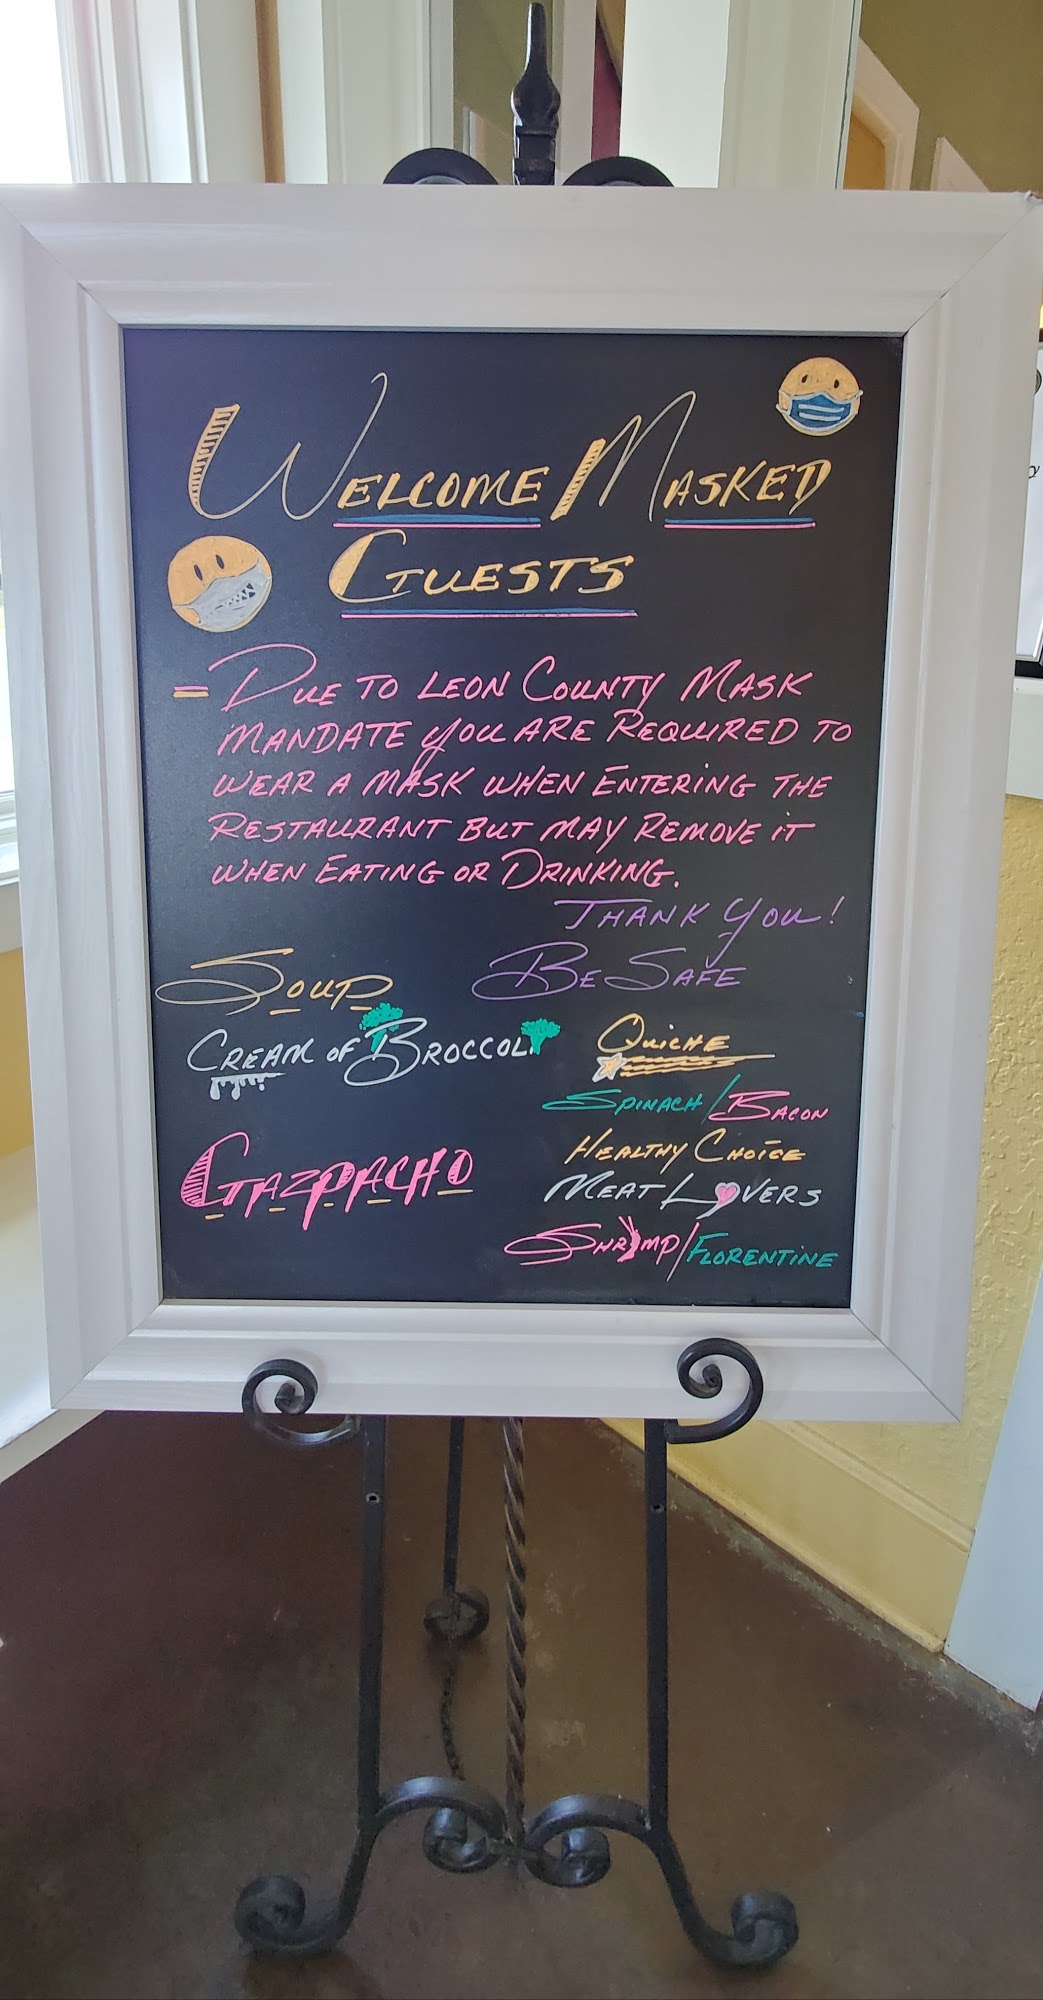 Welcome Masked
Guests
= Due to Leon County Mask
Mandate you are Required to
wear a mask when Entering the
Restaurant but may Remove it
when Eating or Drinking.
Thank You!
Be Safe
Soup
Cream of Broccoli
Gazpacho
Quiche
Spinach/Bacon
Healthy Choice
Meat Lovers
Shrimp/Florentine